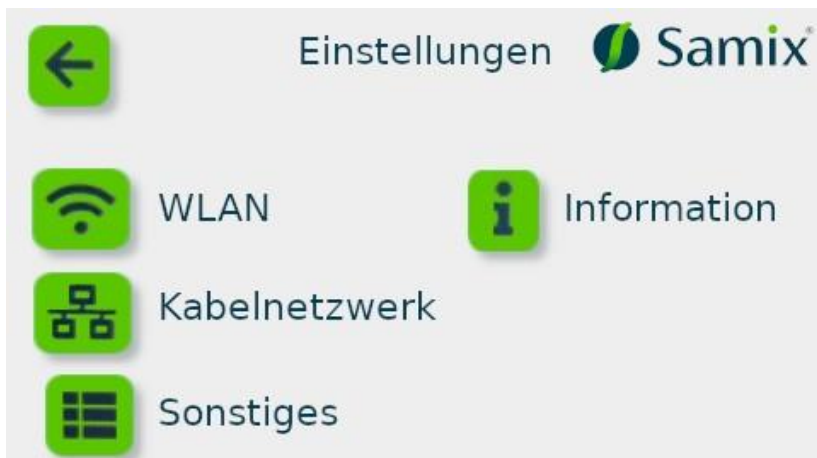 Einstellungen
Samix
WLAN
Information
Kabelnetzwerk
Sonstiges